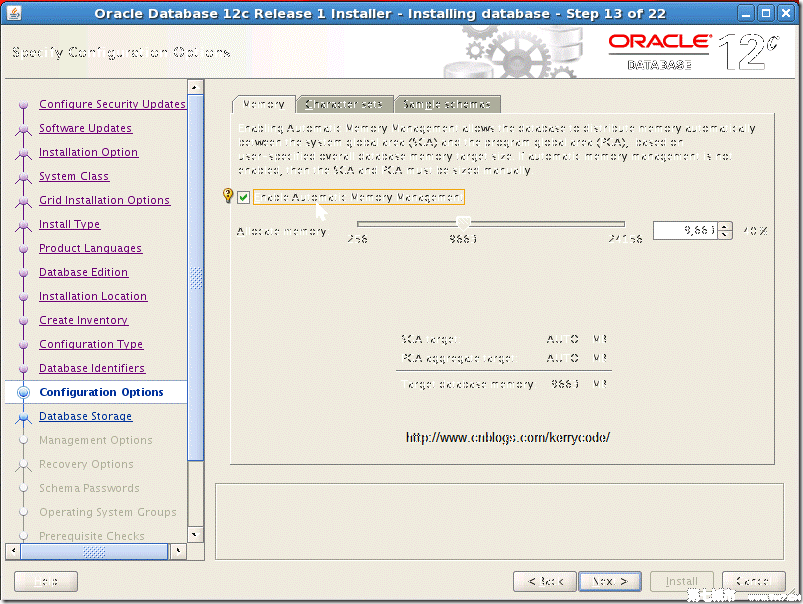 Oracle Database 12c Release 1 Installer - Installing database - Step 13 of 22
Specify Configuration Options
ORACLE
DATABASE
12c
Configure Security Updates
Software Updates
Installation Option
System Class
Grid Installation Options
Install Type
Product Languages
Database Edition
Installation Location
Create Inventory
Configuration Type
Database Identifiers
Configuration Options
Database Storage
Management Options
Recovery Options
Schema Passwords
Operating System Groups
Prerequisite Checks
Memory Character sets Sample schemas
Enabling Automatic Memory Management allows the database to distribute memory automatically
between the system global area (SGA) and the program global area (PGA), based on
user specified overall database memory target size. If automatic memory management is not
enabled, then the SGA and PGA must be sized manually.
Enable Automatic Memory Management
Allocate memory
256
40 %
SGA target AUTO MB
PGA aggregate target AUTO MB
Target database memory MB
http://www.cnblogs.com/kerrycode/
Help
< Back
Next >
Install
Cancel